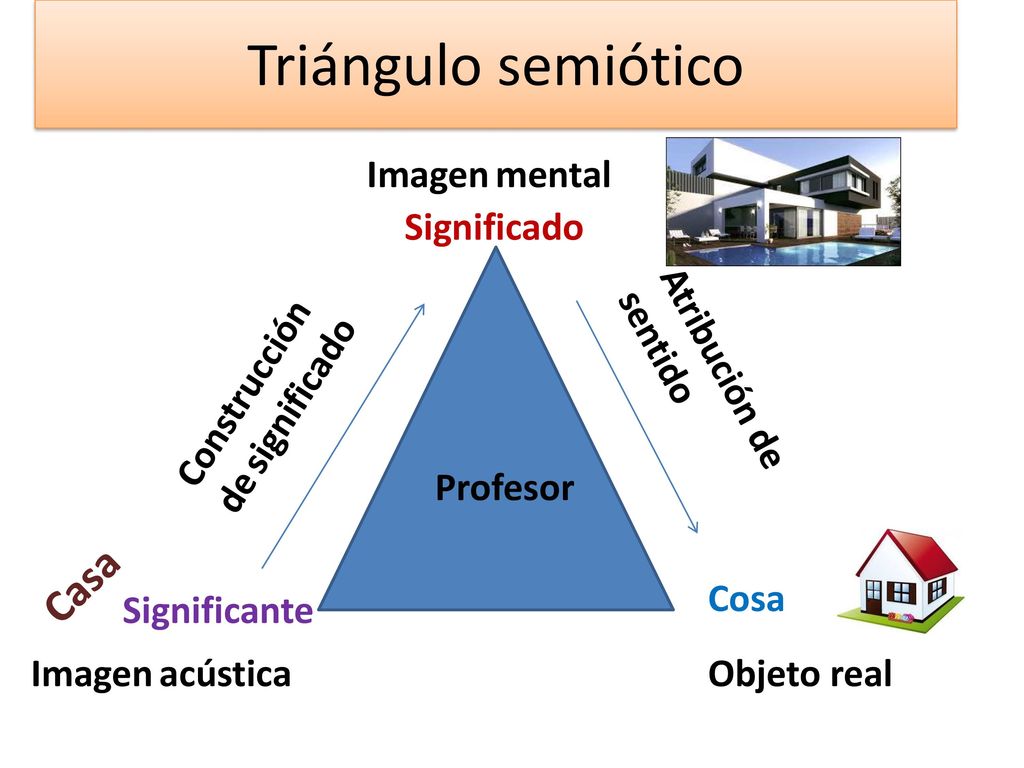 Triángulo semiótico
Imagen mental
Significado
Construcción
de significado
Atribución de
sentido
Profesor
Casa
Significante
Cosa
Imagen acústica
Objeto real